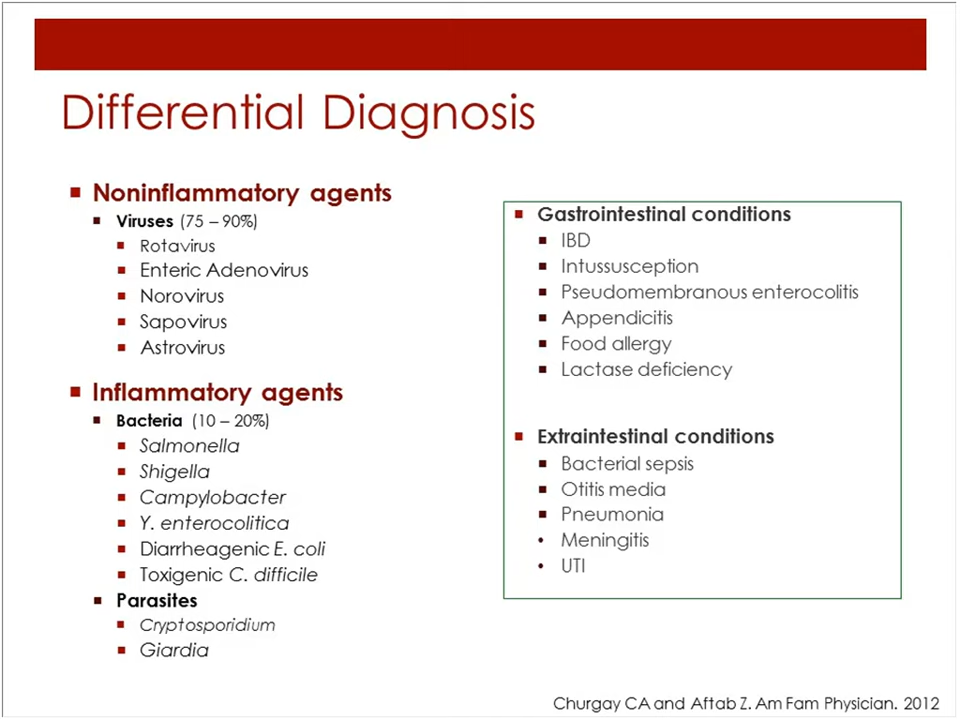 Differential Diagnosis
Noninflammatory agents
Viruses (75 – 90%)
Rotavirus
Enteric Adenovirus
Norovirus
Sapovirus
Astrovirus
Inflammatory agents
Bacteria (10 – 20%)
Salmonella
Shigella
Campylobacter
Y. enterocolitica
Diarrheagenic E. coli
Toxigenic C. difficile
Parasites
Cryptosporidium
Giardia
Gastrointestinal conditions
IBD
Intussusception
Pseudomembranous enterocolitis
Appendicitis
Food allergy
Lactase deficiency
Extraintestinal conditions
Bacterial sepsis
Otitis media
Pneumonia
Meningitis
UTI
Churgay CA and Aftab Z. Am Fam Physician. 2012